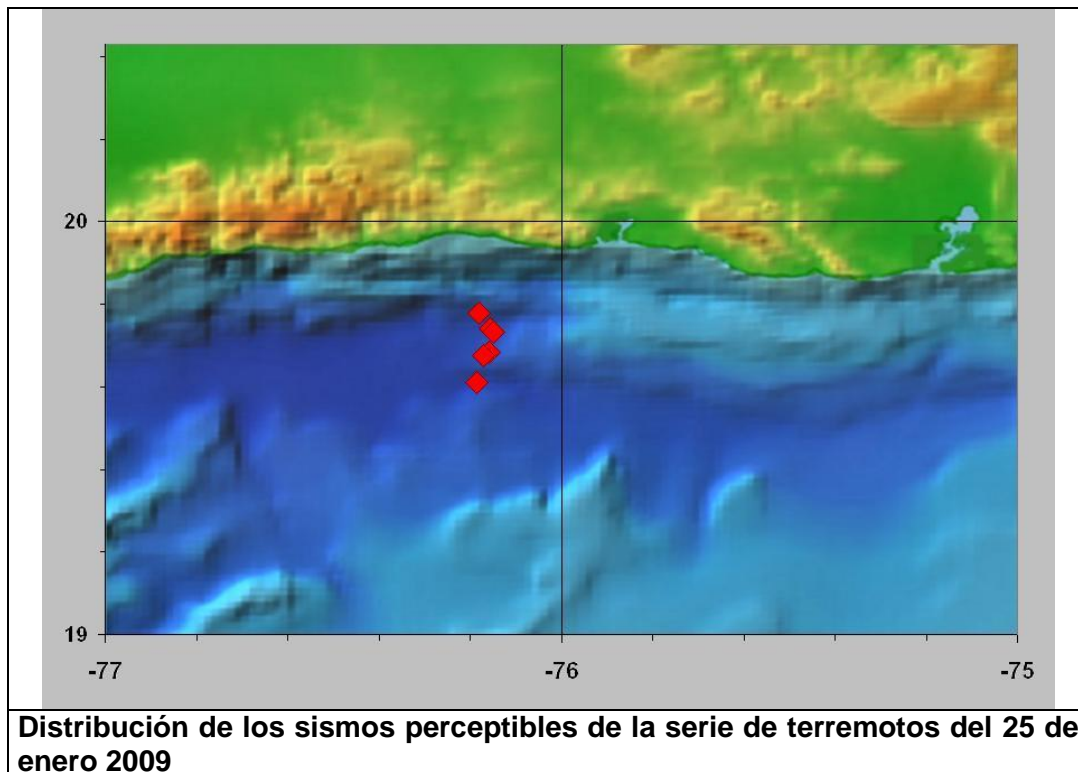 20
19
-77 -76 -75
Distribución de los sismos perceptibles de la serie de terremotos del 25 de
enero 2009